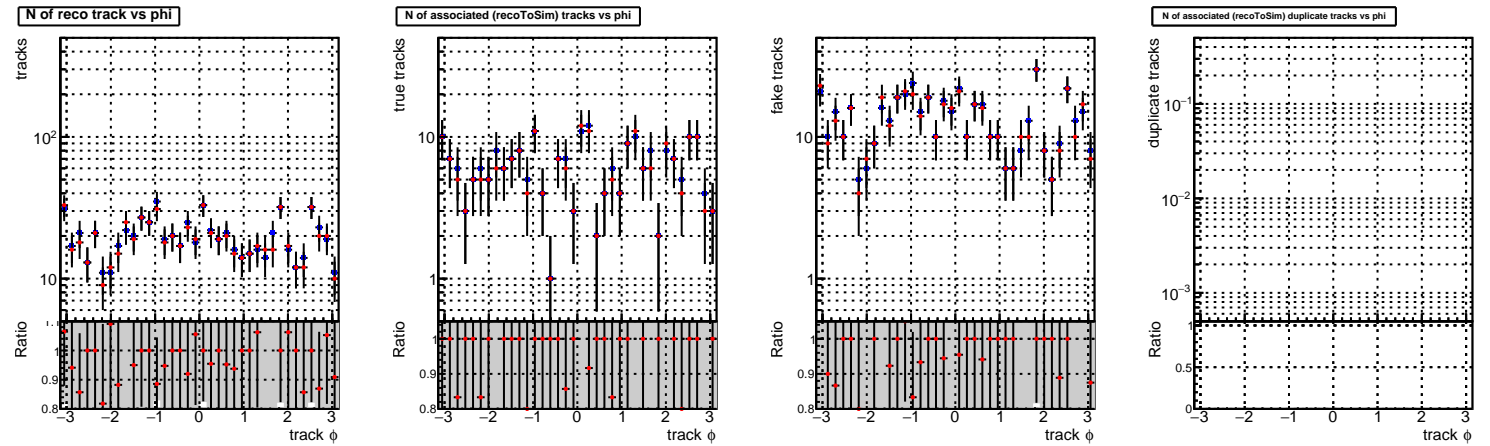 N of reco track vs phi
tracks
10²
10
Ratio
1.1
1
0.9
0.8
−3 −2 −1 0 1 2 3
track ϕ
N of associated (recoToSim) tracks vs phi
true tracks
10
1
Ratio
1
0.9
0.8
−3 −2 −1 0 1 2 3
track ϕ
fake tracks
10
1
Ratio
1
0.9
0.8
−3 −2 −1 0 1 2 3
track ϕ
N of associated (recoToSim) duplicate tracks vs phi
duplicate tracks
10⁻¹
10⁻²
10⁻³
Ratio
1
0.5
0
−3 −2 −1 0 1 2 3
track ϕ